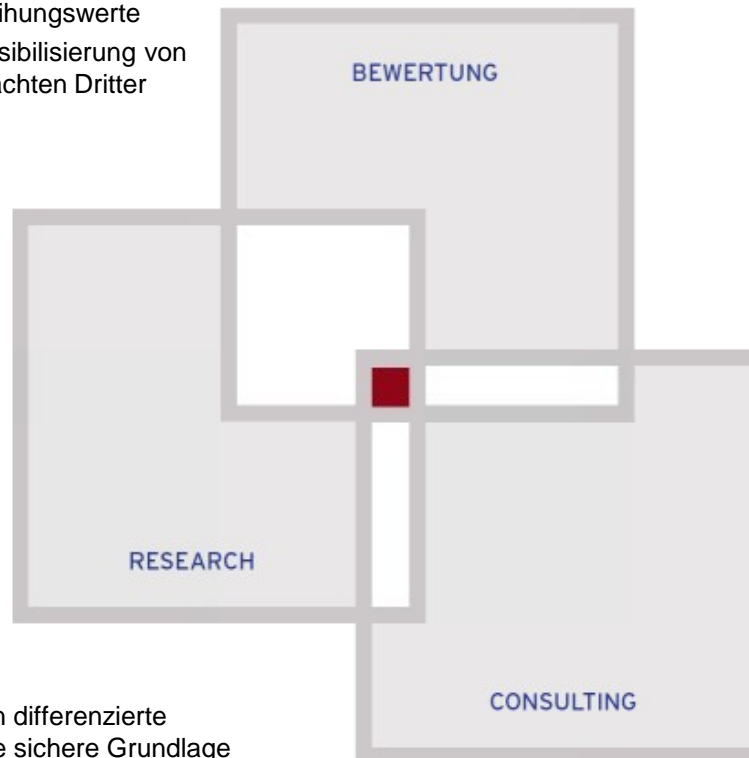 ihungswerte
sibilisierung von
achten Dritter
BEWERTUNG
RESEARCH
CONSULTING
differenzierte
sichere Grundlage